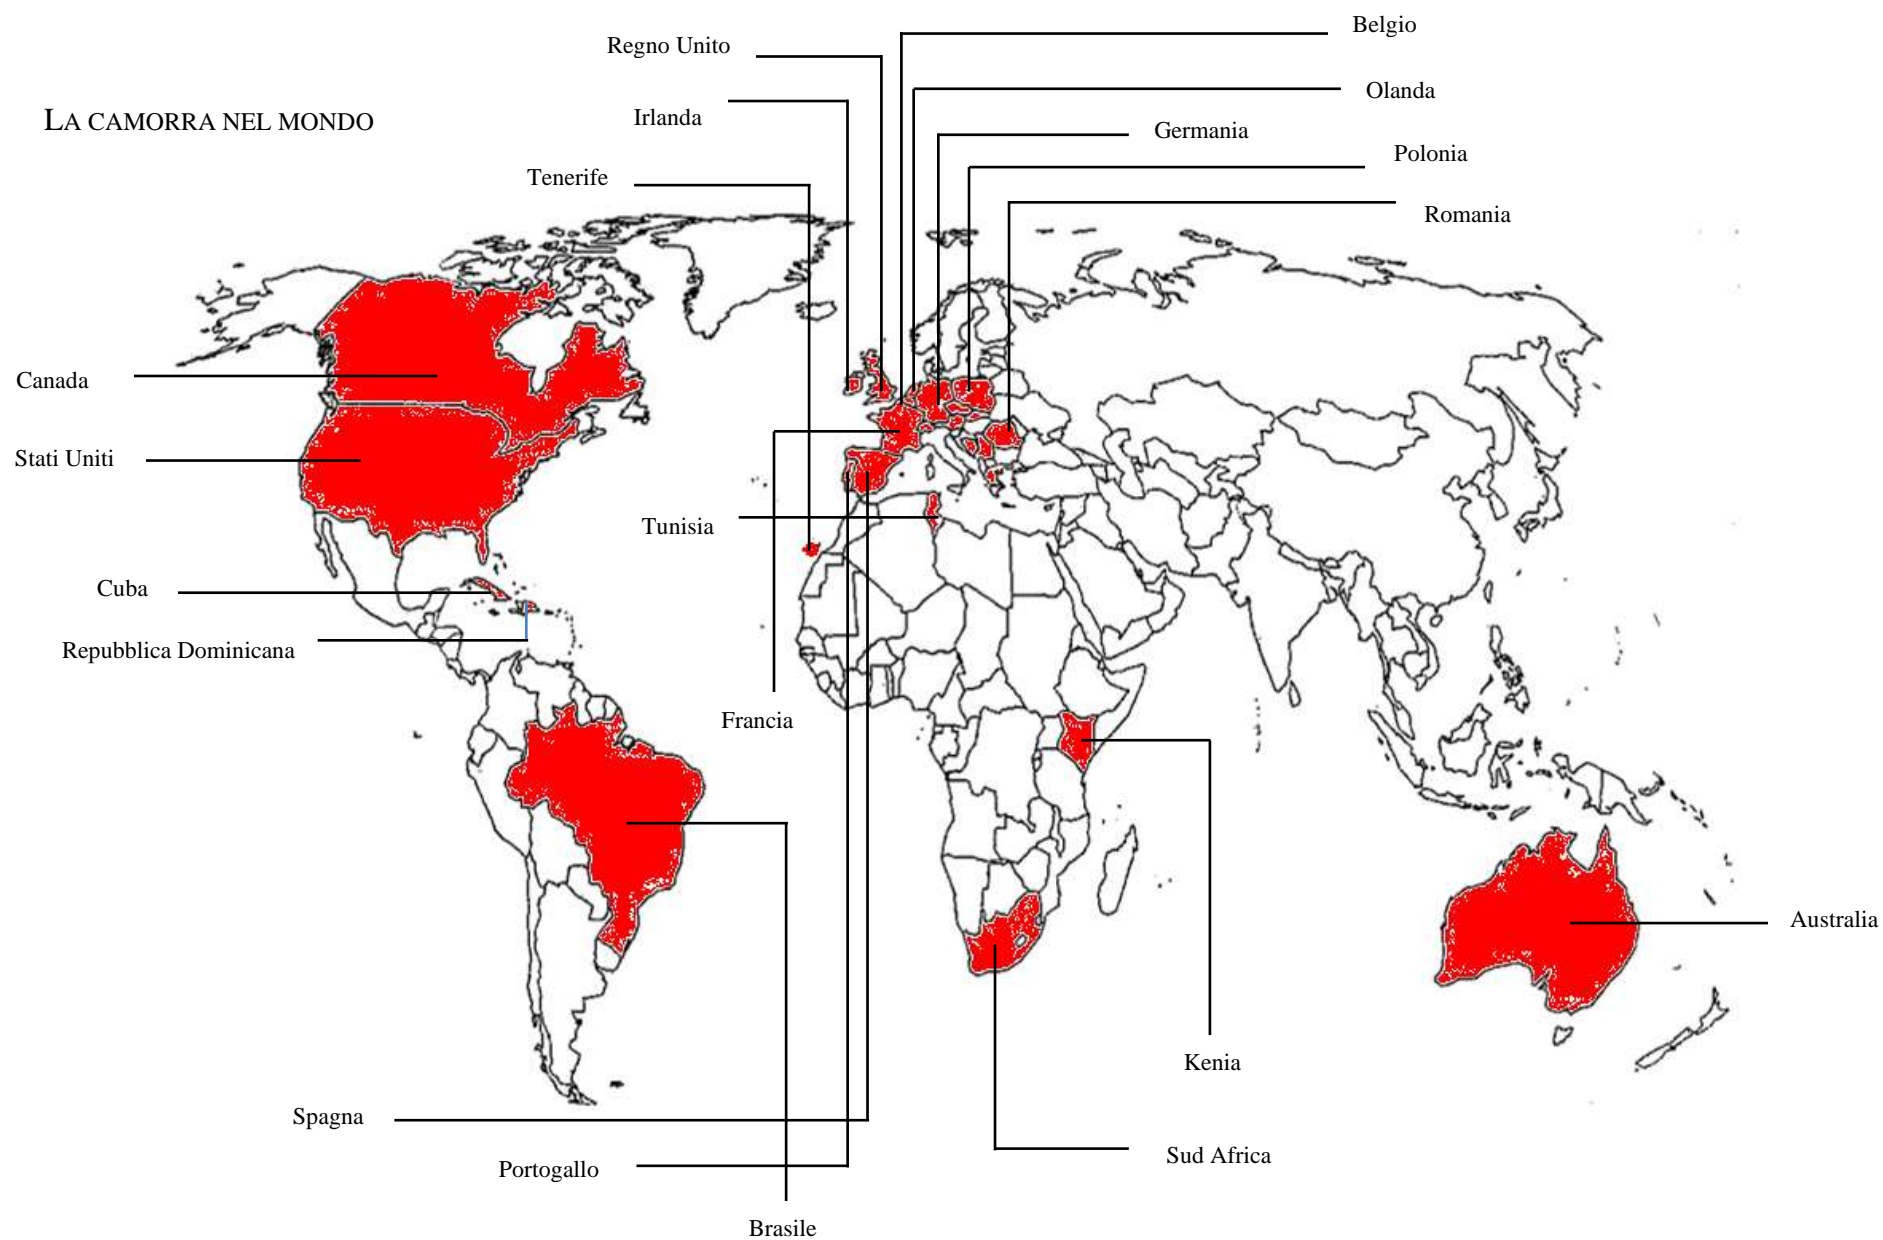 Belgio
Regno Unito
Olanda
LA CAMORRA NEL MONDO
Irlanda
Germania
Polonia
Tenerife
Romania
Canada
Stati Uniti
Tunisia
Cuba
Repubblica Dominicana
Francia
Australia
Kenia
Spagna
Sud Africa
Portogallo
Brasile